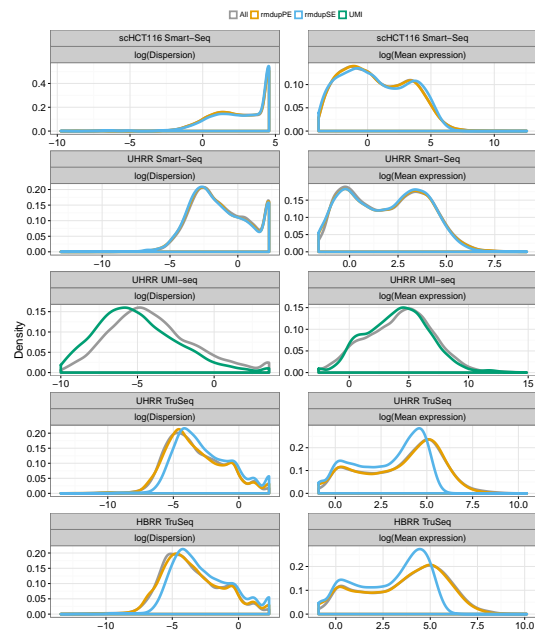 All rmdupPE rmdupSE UMI
scHCT116 Smart−Seq scHCT116 Smart−Seq
log(Dispersion) log(Mean expression)
0.4
0.2
0.0
0.10
0.05
0.00
−10 −5 0 5 0 5 10
UHRR Smart−Seq UHRR Smart−Seq
log(Dispersion) log(Mean expression)
0.20
0.15
0.10
0.05
0.00
0.15
0.10
0.05
0.00
−10 −5 0 0.0 2.5 5.0 7.5
UHRR UMI−seq UHRR UMI−seq
log(Dispersion) log(Mean expression)
0.15
0.10
0.05
0.00
0.15
0.10
0.05
0.00
−10 −5 0 0 5 10 15
Density
UHRR TruSeq UHRR TruSeq
log(Dispersion) log(Mean expression)
0.20
0.15
0.10
0.05
0.00
0.2
0.1
0.0
−10 −5 0 0.0 2.5 5.0 7.5 10.0
HBRR TruSeq HBRR TruSeq
log(Dispersion) log(Mean expression)
0.20
0.15
0.10
0.05
0.00
0.2
0.1
0.0
−10 −5 0 0.0 2.5 5.0 7.5 10.0